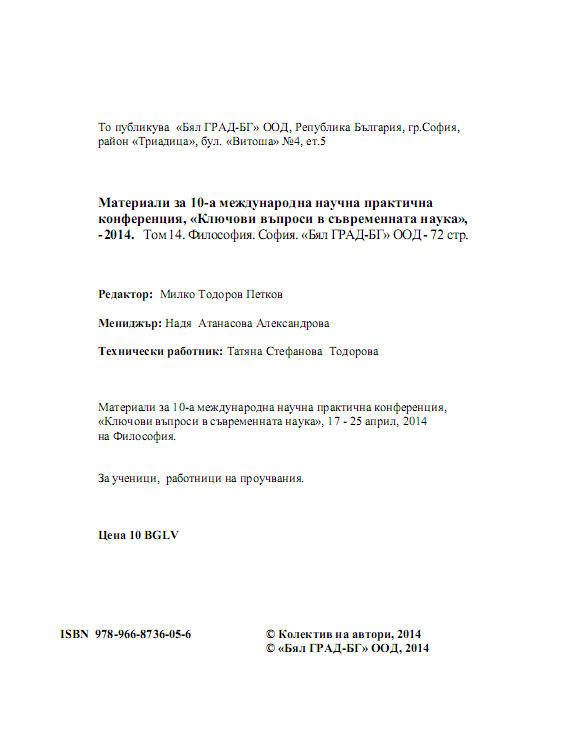 То публикува «Бял ГРАД-БГ» ООД, Република България, гр.София,
район «Триадица», бул. «Витоша» №4, ет.5
Материали за 10-а международна научна практична
конференция, «Ключови въпроси в съвременната наука»,
- 2014. Том 14. Философия. София. «Бял ГРАД-БГ» ООД - 72 стр.
Редактор: Милко Тодоров Петков
Мениджър: Надя Атанасова Александрова
Технически работник: Татяна Стефанова Тодорова
Материали за 10-а международна научна практична конференция,
«Ключови въпроси в съвременната наука», 17 - 25 април, 2014
на Философия.
За ученици, работници на проучвания.
Цена 10 BGLV
ISBN 978-966-8736-05-6
© Колектив на автори, 2014
© «Бял ГРАД-БГ» ООД, 2014